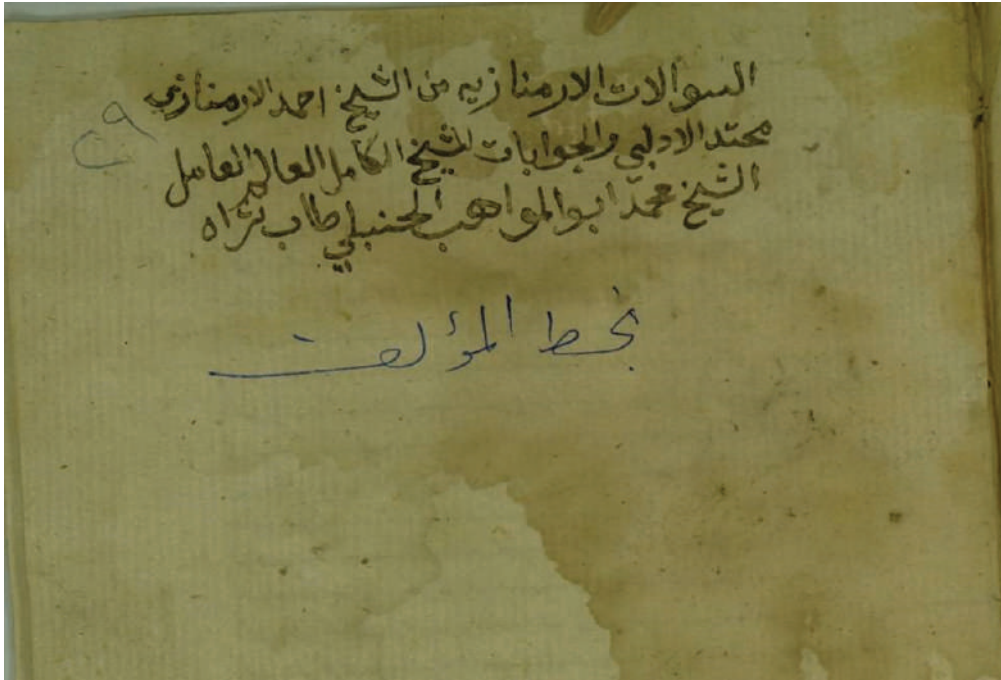 السوالات الارمنازيه من الشيخ احمد الارمنازي
محتد الادلبي والجوابات للشيخ الكامل العالم العامل
الشيخ محمد ابو المواهب الحنبلي طاب ثراه
بخط المؤلف